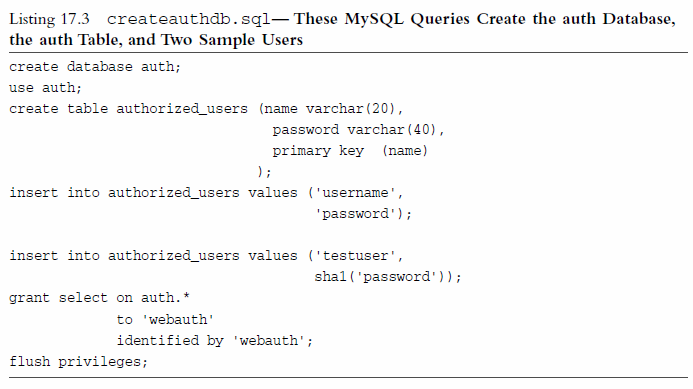 Listing 17.3 createauthdb.sql— These MySQL Queries Create the auth Database,
the auth Table, and Two Sample Users
create database auth;
use auth;
create table authorized_users (name varchar(20),
password varchar(40),
primary key (name)
);
insert into authorized_users values ('username',
'password');
insert into authorized_users values ('testuser',
sha1('password'));
grant select on auth.*
to 'webauth'
identified by 'webauth';
flush privileges;